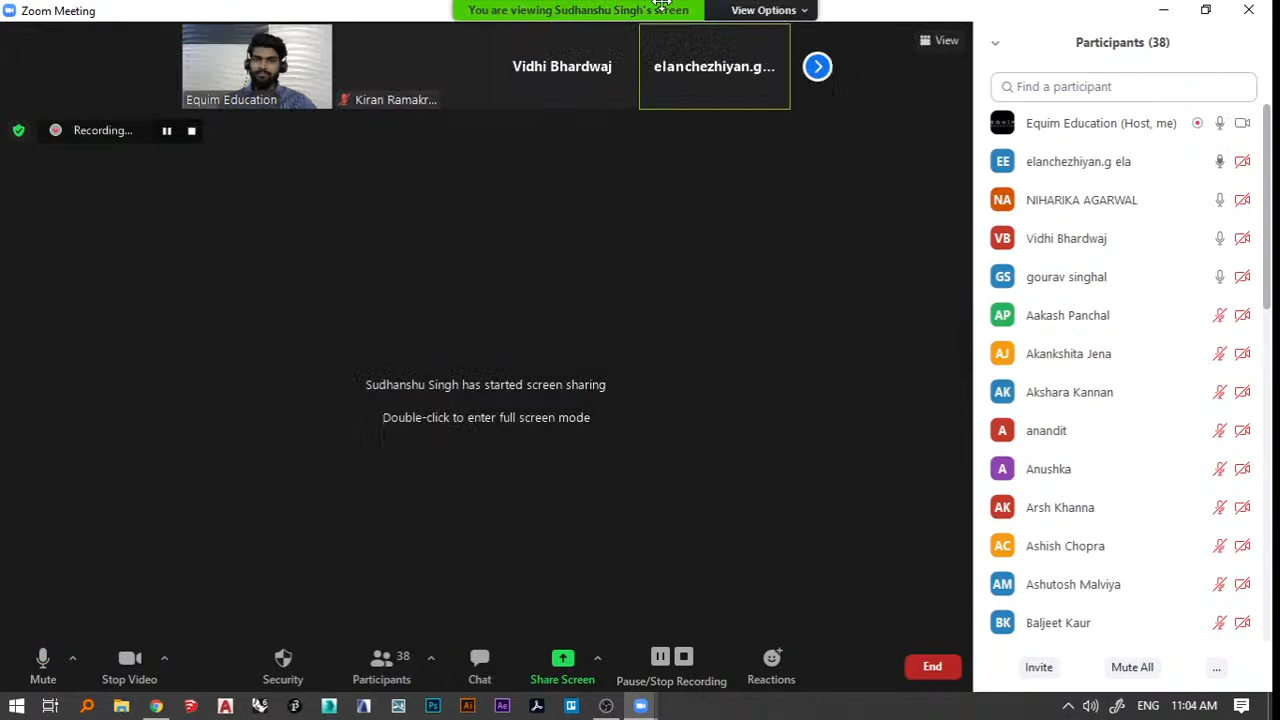 Zoom Meeting
You are viewing Sudhanshu Singh's screen
View Options
Equim Education
Kiran Ramakr...
Vidhi Bhardwaj
elanchezhiyan.g...
View
Recording...
Sudhanshu Singh has started screen sharing
Double-click to enter full screen mode
Participants (38)
Find a participant
Equim Education (Host, me)
EE elanchezhiyan.g ela
NA NIHARIKA AGARWAL
VB Vidhi Bhardwaj
GS gourav singhal
AP Aakash Panchal
AJ Akankshita Jena
AK Akshara Kannan
A anandit
A Anushka
AK Arsh Khanna
AC Ashish Chopra
AM Ashutosh Malviya
BK Baljeet Kaur
Invite
Mute All
...
Mute
Stop Video
Security
38
Participants
Chat
Share Screen
Pause/Stop Recording
Reactions
End
Ps
Ai
Ae
ENG
11:04 AM